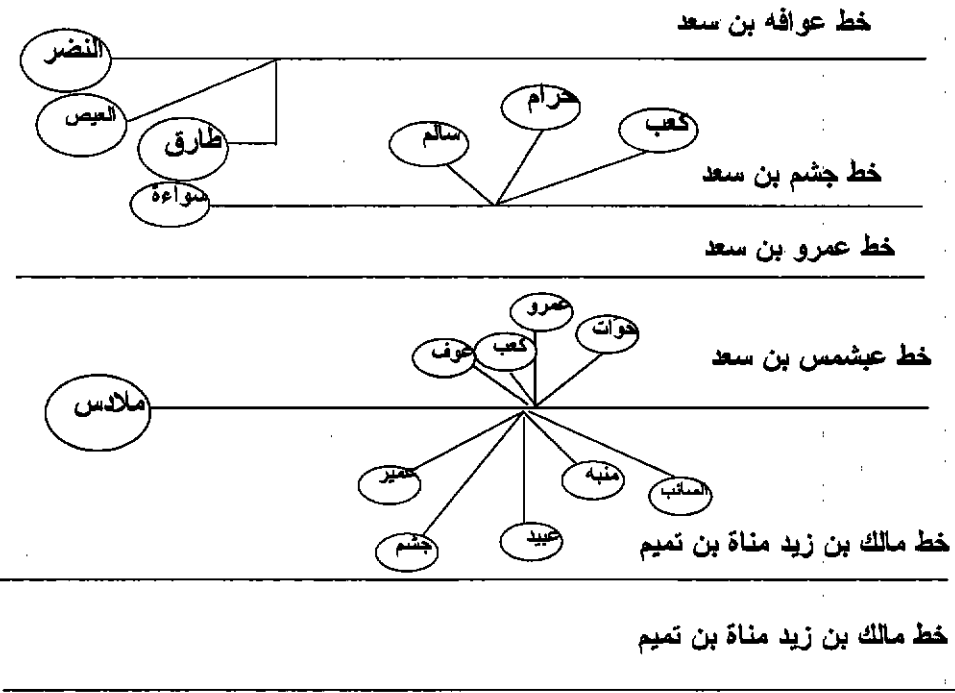 خط عوافه بن سعد
النضر
العيص
طارق
حرام
سالم
كعب
خط جشم بن سعد
سواءة
خط عمرو بن سعد
عمرو
حوات
كعب
عوف
خط عبشمس بن سعد
ملادس
عمير
منبه
السائب
جشم
عبيد
خط مالك بن زيد مناة بن تميم
خط مالك بن زيد مناة بن تميم